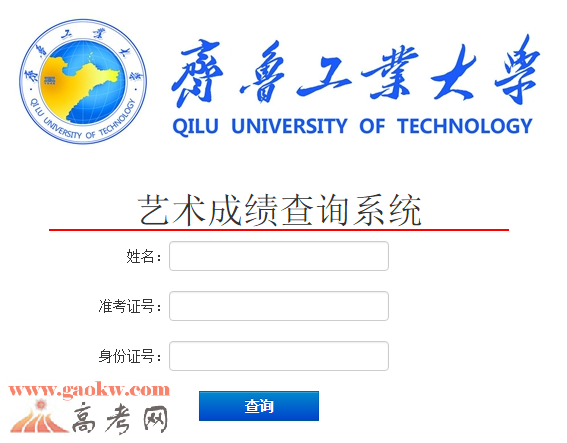 齊魯工業大學
齊魯工業大學
QI LU UNIVERSITY OF TECHNOLOGY
QILU UNIVERSITY OF TECHNOLOGY
艺术成绩查询系统
姓名：
准考证号：
身份证号：
查询
www.gaokw.com
高考网